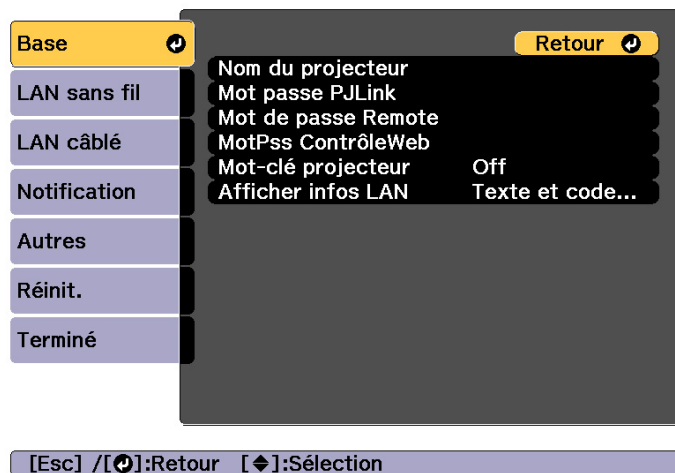 Base
LAN sans fil
LAN câblé
Notification
Autres
Réinit.
Terminé
Retour
Nom du projecteur
Mot passe PJLink
Mot de passe Remote
MotPss ContrôleWeb
Mot-clé projecteur Off
Afficher infos LAN Texte et code...
[Esc] /[⏎]:Retour [◆]:Sélection